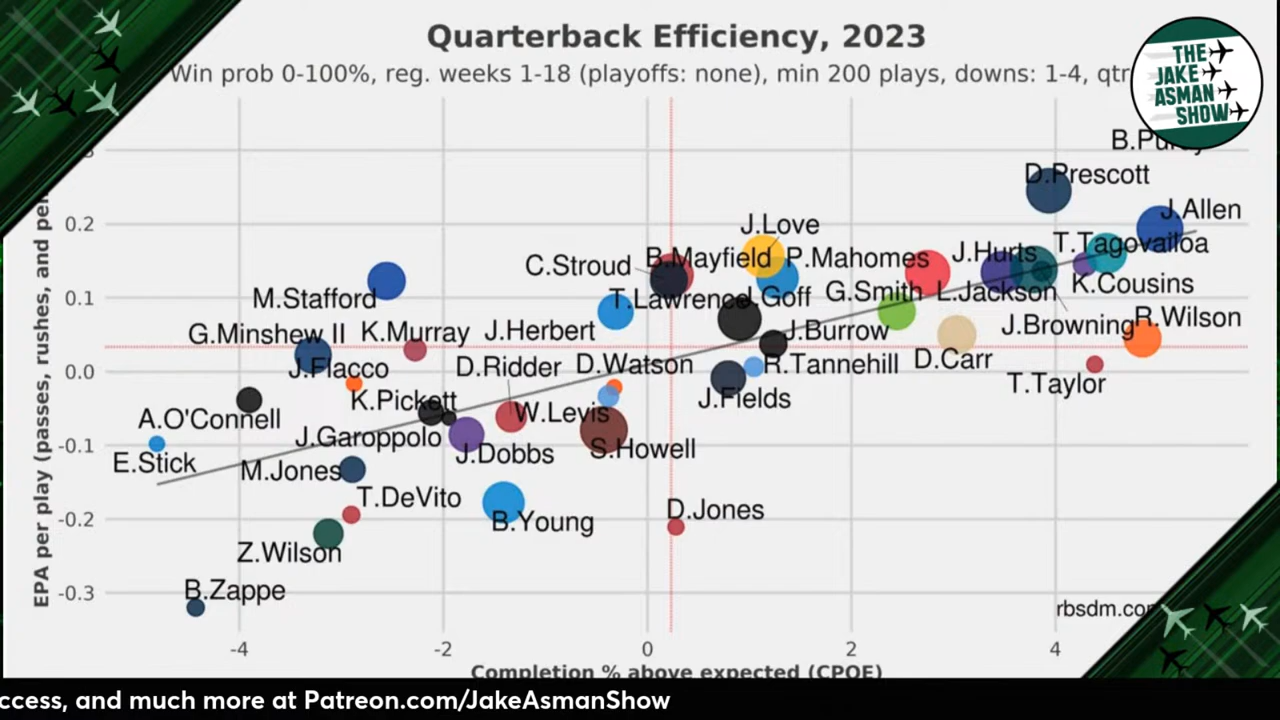 Quarterback Efficiency, 2023
Win prob 0-100%, reg. weeks 1-18 (playoffs: none), min 200 plays, downs: 1-4, qtr
THE
JAKE
ASMAN
SHOW
D.Prescott
J.Allen
J.Love
T.Tagovailoa
B.Mayfield
P.Mahomes
J.Hurts
C.Stroud
K.Cousins
M.Stafford
T.Lawrence
J.Goff
G.Smith
L.Jackson
G.Minshew II
K.Murray
J.Herbert
J.Burrow
J.Browning
R.Wilson
J.Flacco
D.Ridder
D.Watson
R.Tannehill
D.Carr
T.Taylor
K.Pickett
A.O'Connell
W.Levis
J.Fields
J.Garoppolo
J.Dobbs
S.Howell
E.Stick
M.Jones
T.DeVito
D.Jones
B.Young
Z.Wilson
B.Zappe
0.2
0.1
0.0
-0.1
-0.2
-0.3
-4
-2
0
2
4
EPA per play (passes, rushes, and
Completion % above expected (CPOE)
and much more at Patreon.com/JakeAsmanShow